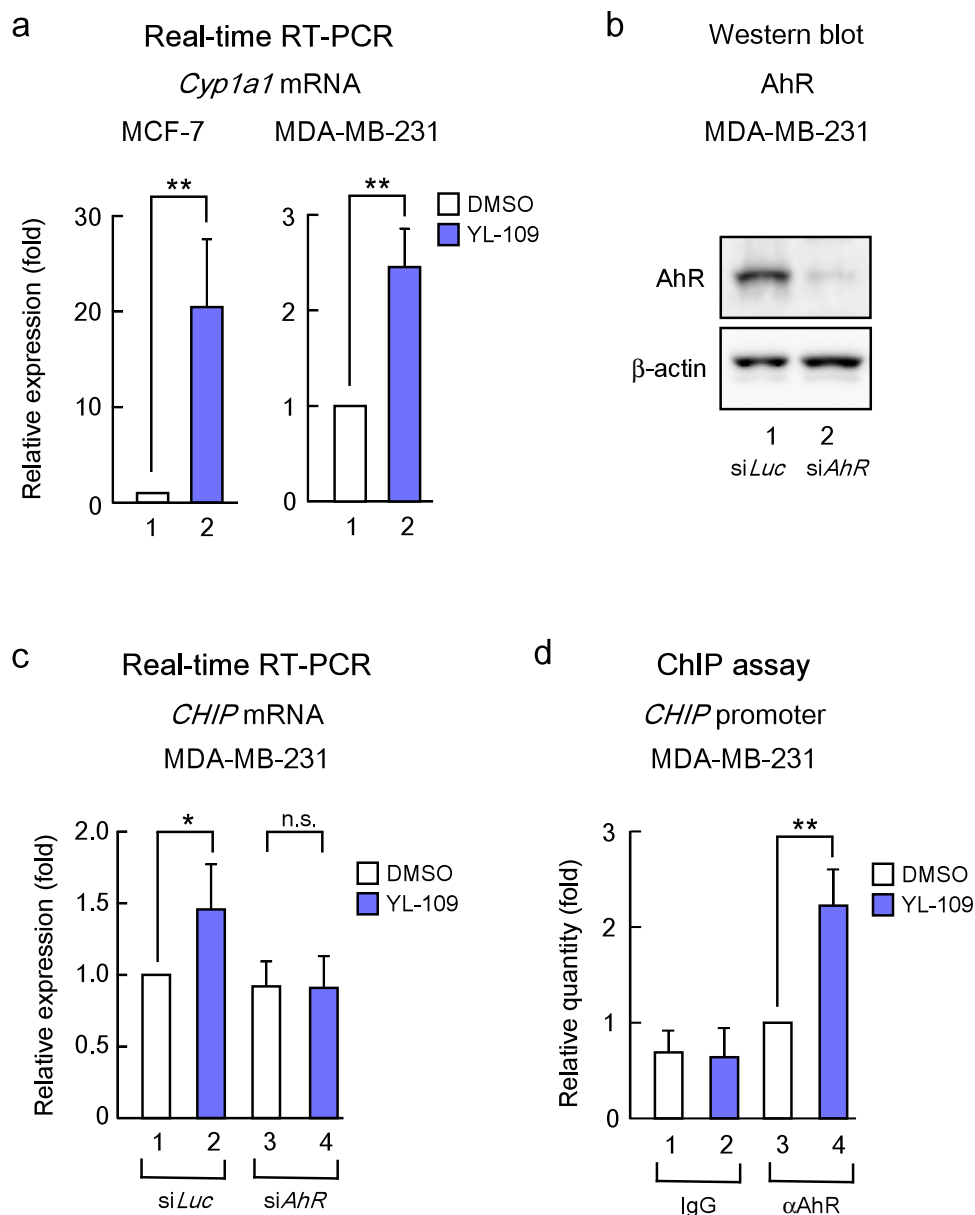 a
Real-time RT-PCR
Cyp1a1 mRNA
MCF-7
MDA-MB-231
**
**
DMSO
YL-109
Relative expression (fold)
30
20
10
0
3
2
1
0
1 2
1 2
b
Western blot
AhR
MDA-MB-231
AhR
β-actin
1 2
siLuc siAhR
c
Real-time RT-PCR
CHIP mRNA
MDA-MB-231
* n.s.
DMSO
YL-109
Relative expression (fold)
2.0
1.5
1.0
0.5
0
1 2 3 4
siLuc siAhR
d
ChIP assay
CHIP promoter
MDA-MB-231
**
DMSO
YL-109
Relative quantity (fold)
3
2
1
0
1 2 3 4
IgG αAhR